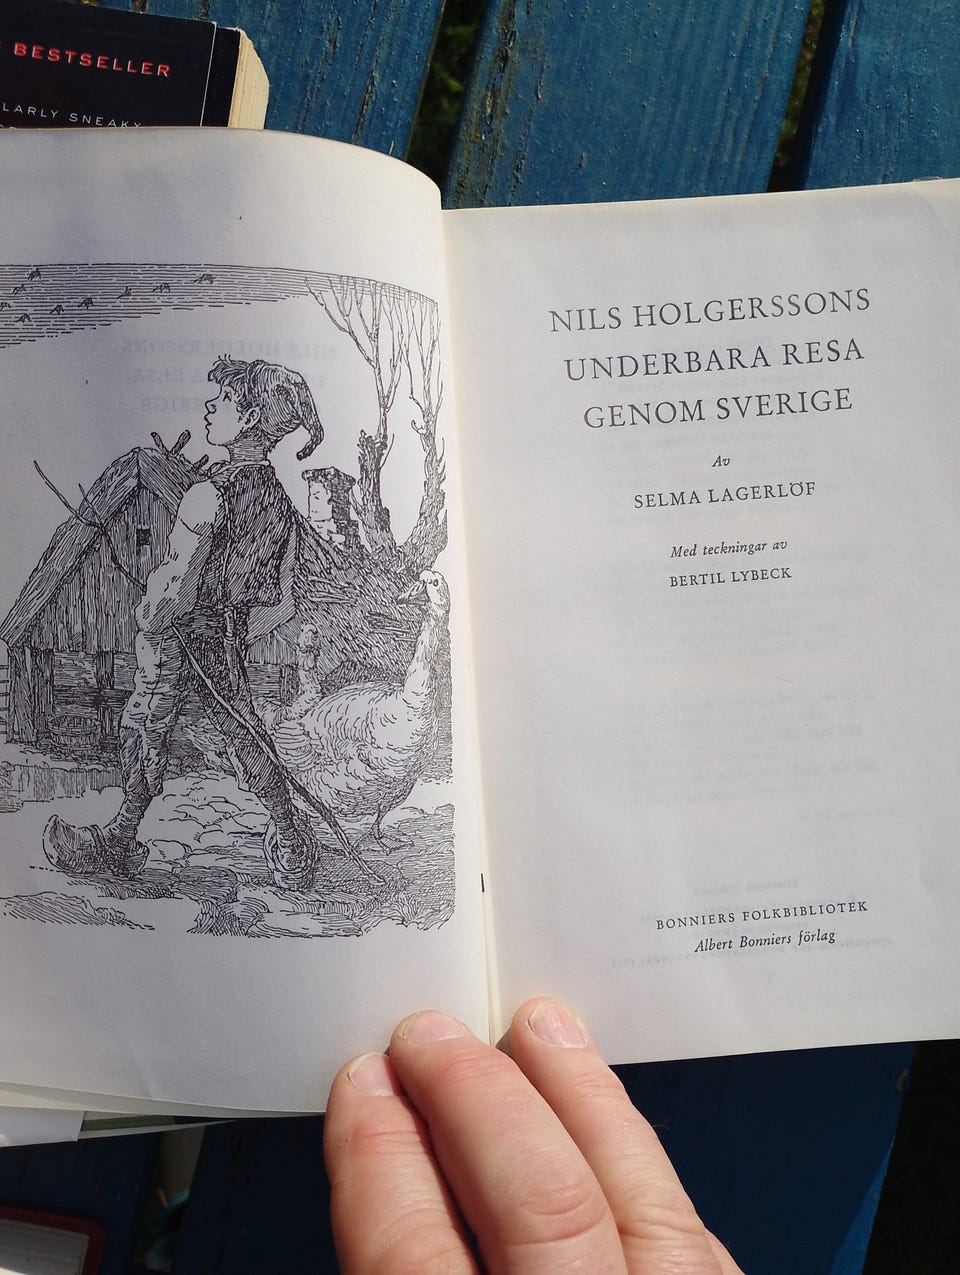 BESTSELLER
LARLY SNEAKY
NILS HOLGERSSONS
UNDERBARA RESA
GENOM SVERIGE
Av
SELMA LAGERLÖF
Med teckningar av
BERTIL LYBECK
BONNIERS FOLKBIBLIOTEK
Albert Bonniers förlag